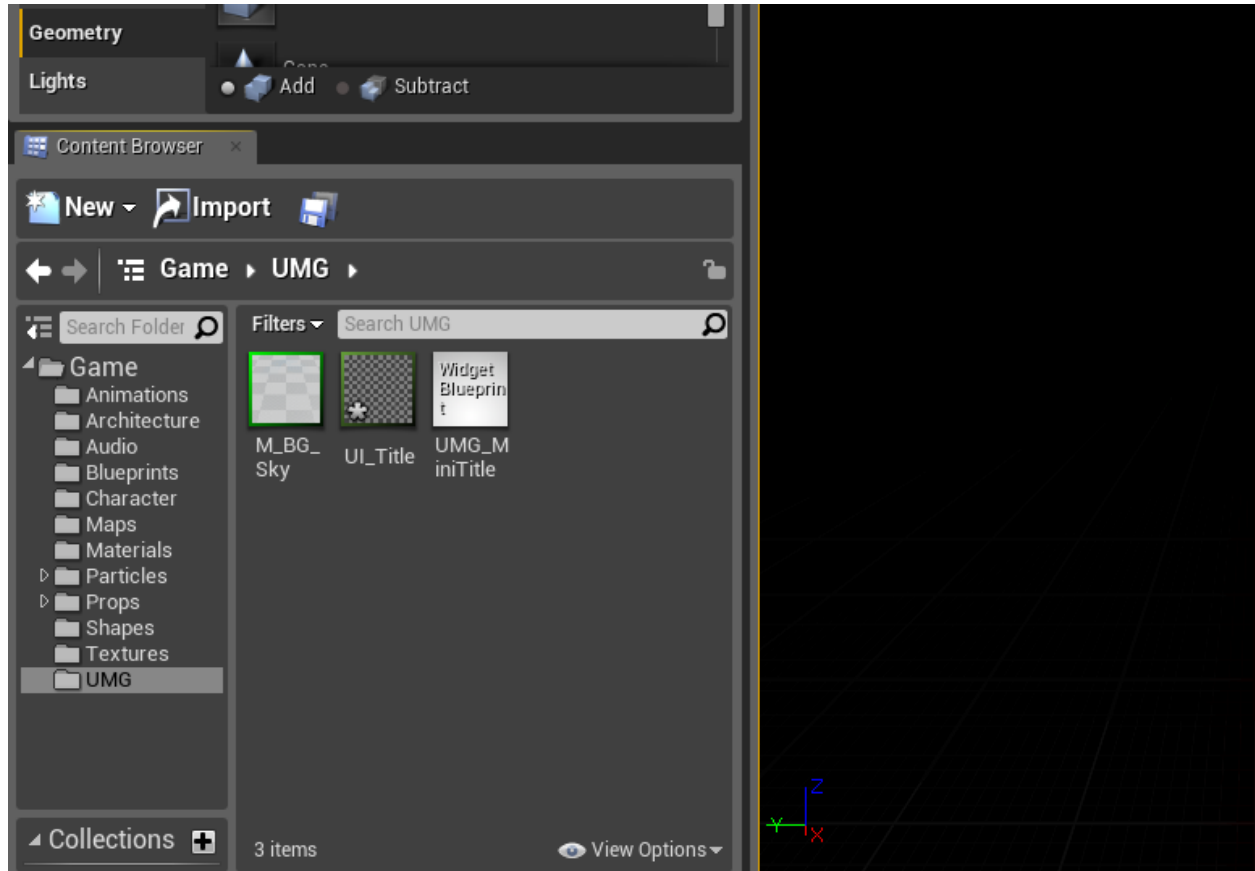 Geometry
Cone
Lights
Add
Subtract
Content Browser
New
Import
Game
UMG
Search Folder
Filters
Search UMG
Game
Animations
Architecture
Audio
Blueprints
Character
Maps
Materials
Particles
Props
Shapes
Textures
UMG
Widget
Blueprin
t
M_BG_
Sky
UI_Title
UMG_M
iniTitle
Collections
3 items
View Options
Z
Y
X